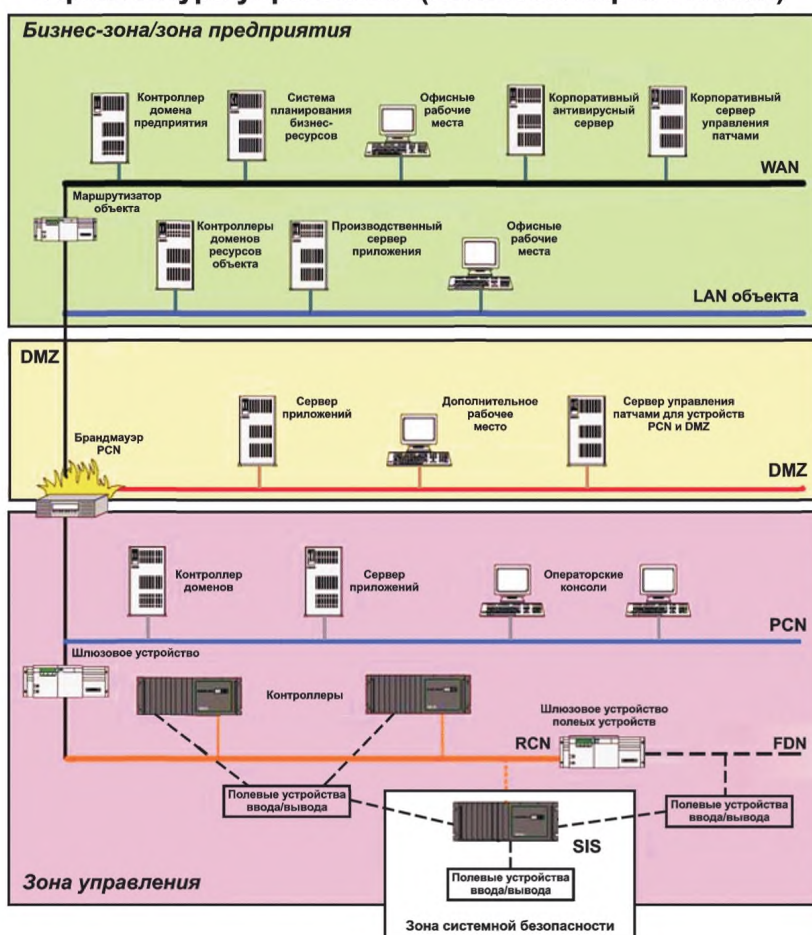 Бизнес-зона/зона предприятия
Контроллер
домена
предприятия
Система
планирования
бизнес-
ресурсов
Офисные
рабочие
места
Корпоративный
антивирусный
сервер
Корпоративный
сервер
управления
патчами
WAN
Маршрутизатор
объекта
Контроллеры
доменов
ресурсов
объекта
Производственный
сервер
приложения
Офисные
рабочие
места
LAN объекта
DMZ
Брандмауэр
PCN
Сервер
приложений
Дополнительное
рабочее
место
Сервер управления
патчами для устройств
PCN и DMZ
DMZ
Контроллер
доменов
Сервер
приложений
Операторские
консоли
PCN
Шлюзовое устройство
Контроллеры
Шлюзовое устройство
полеых устройств
RCN
FDN
Полевые устройства
ввода/вывода
Полевые устройства
ввода/вывода
SIS
Полевые устройства
ввода/вывода
Зона управления
Зона системной безопасности